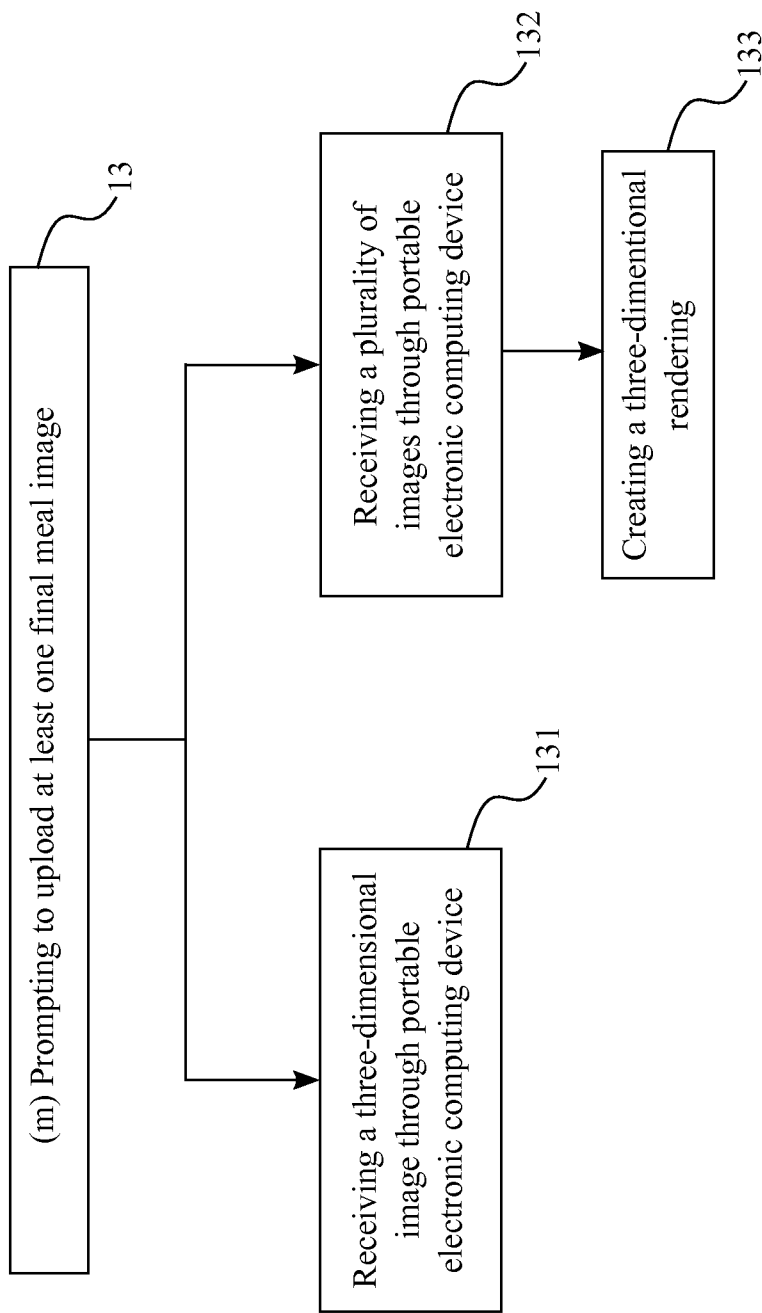 (m) Prompting to upload at least one final meal image
13
Receiving a three-dimensional
image through portable
electronic computing device
131
Receiving a plurality of
images through portable
electronic computing device
132
Creating a three-dimentional
rendering
133